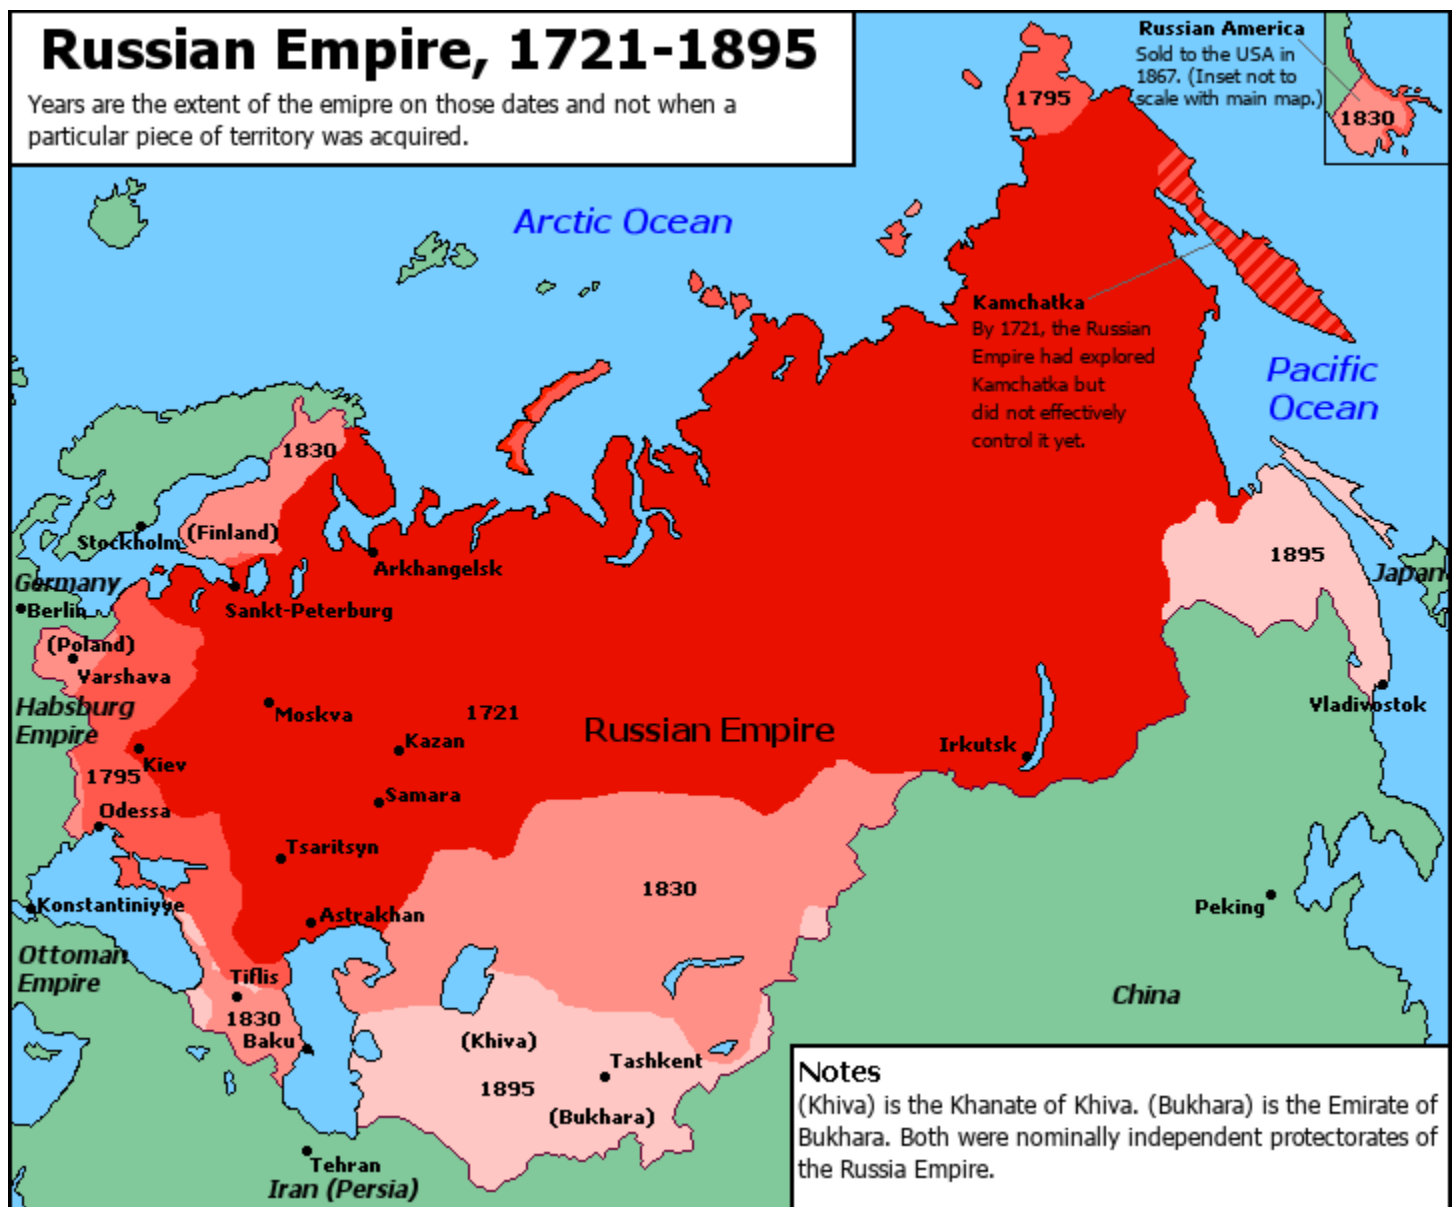 Russian Empire, 1721-1895
Years are the extent of the emipre on those dates and not when a
particular piece of territory was acquired.
Russian America
Sold to the USA in
1867. (Inset not to
scale with main map.)
1830
1795
Arctic Ocean
Kamchatka
By 1721, the Russian
Empire had explored
Kamchatka but
did not effectively
control it yet.
Pacific
Ocean
1830
(Finland)
Stockholm
Arkhangelsk
1895
Japan
Germany
Berlin
Sankt-Peterburg
(Poland)
Varshava
Habsburg
Empire
Moskva
1721
Russian Empire
Vladivostok
Kazan
Irkutsk
Kiev
1795
Samara
Odessa
Tsaritsyn
1830
Konstantiniyye
Astrakhan
Peking
Ottoman
Empire
Tiflis
China
1830
Baku
(Khiva)
Tashkent
1895
(Bukhara)
Tehran
Iran (Persia)
Notes
(Khiva) is the Khanate of Khiva. (Bukhara) is the Emirate of
Bukhara. Both were nominally independent protectorates of
the Russia Empire.